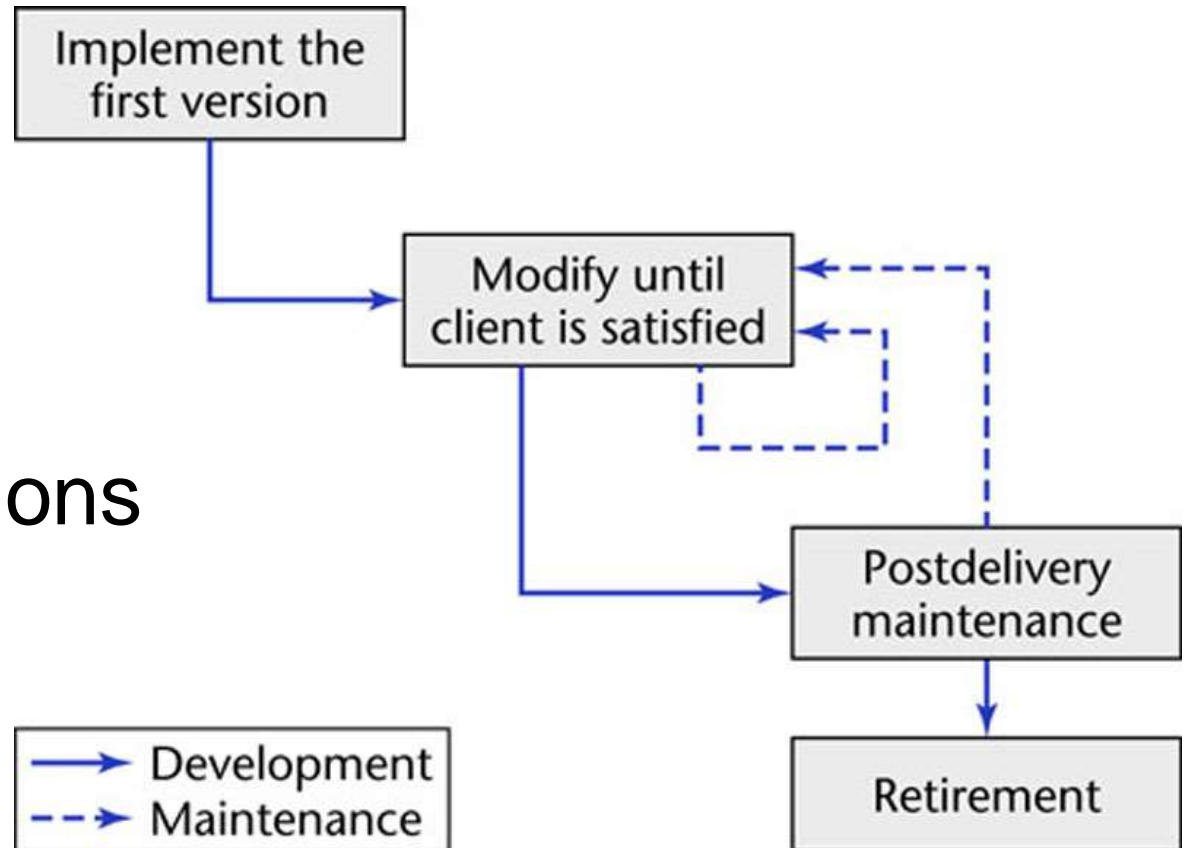 Implement the
first version
Modify until
client is satisfied
ons
Postdelivery
maintenance
Development
Maintenance
Retirement